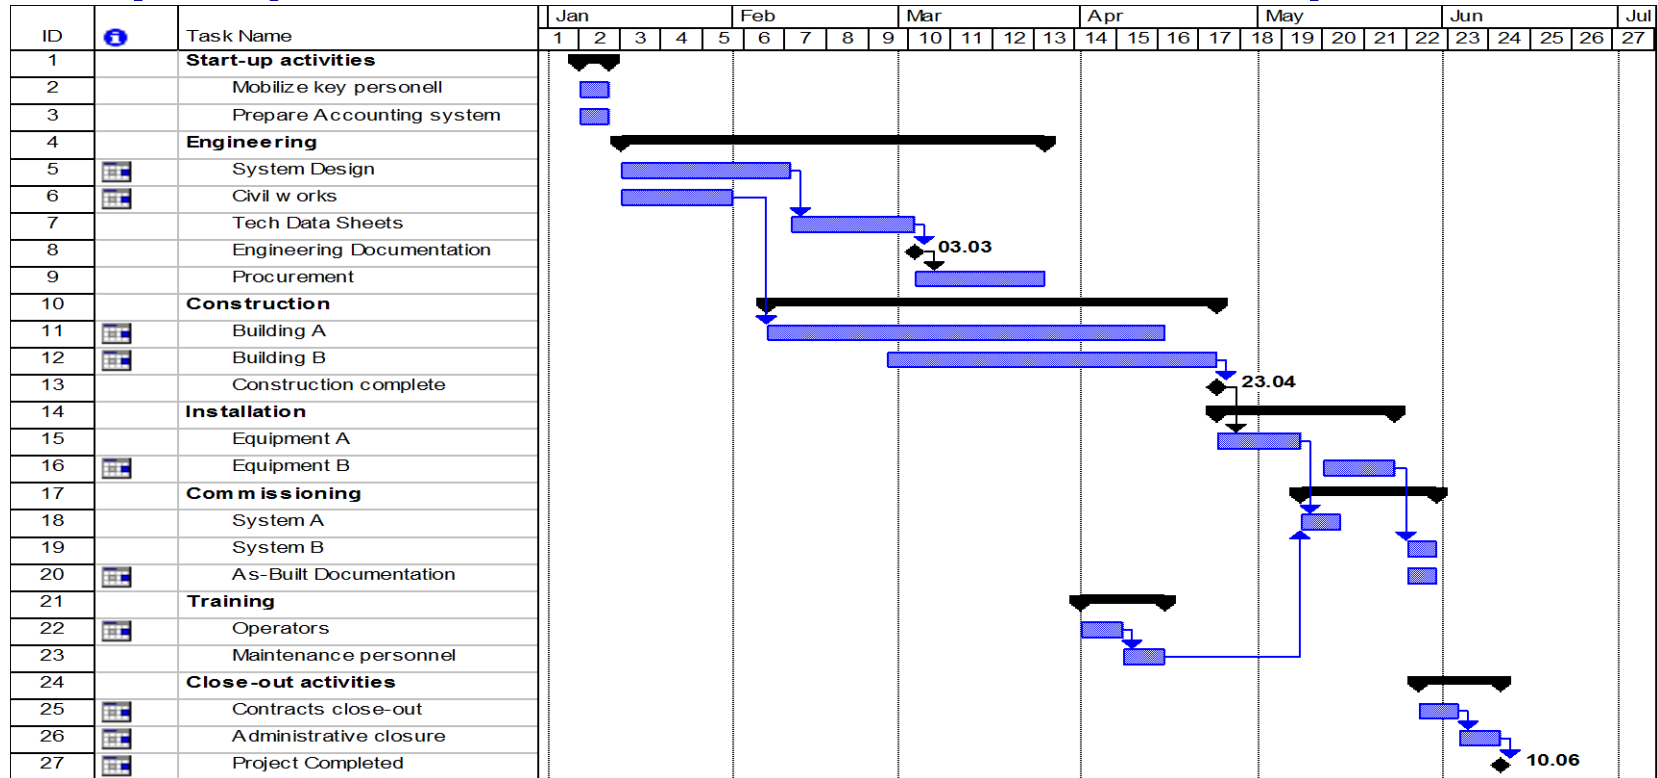 Jan Feb Mar Apr May Jun Jul
ID Task Name 1 2 3 4 5 6 7 8 9 10 11 12 13 14 15 16 17 18 19 20 21 22 23 24 25 26 27
1 Start-up activities
2 Mobilize key personell
3 Prepare Accounting system
4 Engineering
5 System Design
6 Civil works
7 Tech Data Sheets
8 Engineering Documentation 03.03
9 Procurement
10 Construction
11 Building A
12 Building B
13 Construction complete 23.04
14 Installation
15 Equipment A
16 Equipment B
17 Commissioning
18 System A
19 System B
20 As-Built Documentation
21 Training
22 Operators
23 Maintenance personnel
24 Close-out activities
25 Contracts close-out
26 Administrative closure
27 Project Completed 10.06